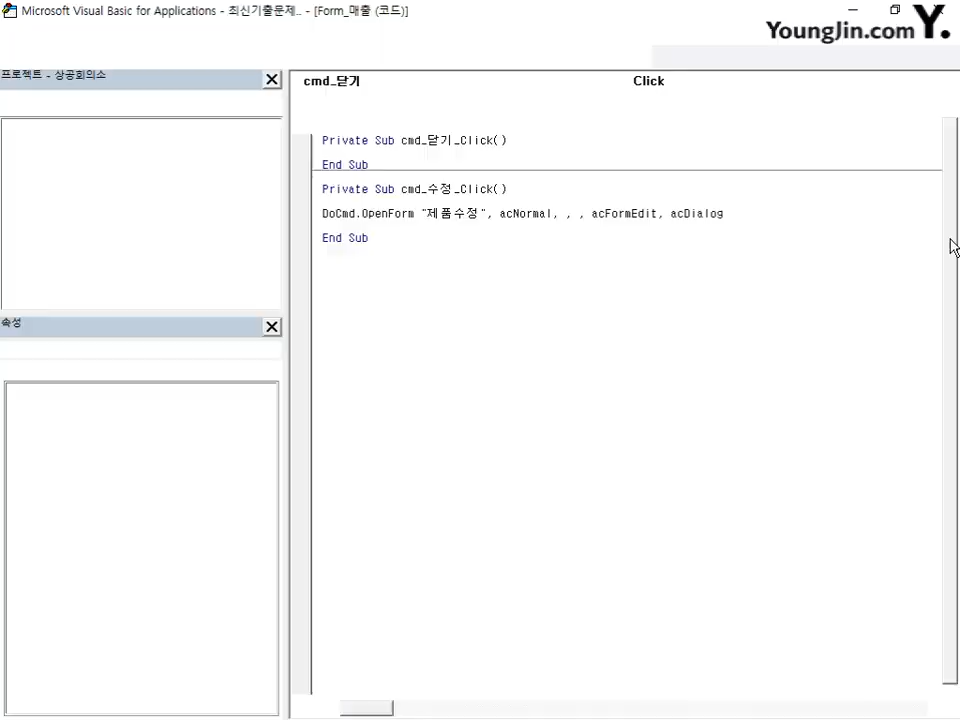 Microsoft Visual Basic for Applications - 최신기출문제.. - [Form_매출 (코드)]
YoungJin.com Y.
프로젝트 - 상공회의소
cmd_닫기 Click
Private Sub cmd_닫기_Click()
End Sub
Private Sub cmd_수정_Click()
DoCmd.OpenForm "제품수정", acNormal, , , acFormEdit, acDialog
End Sub
속성